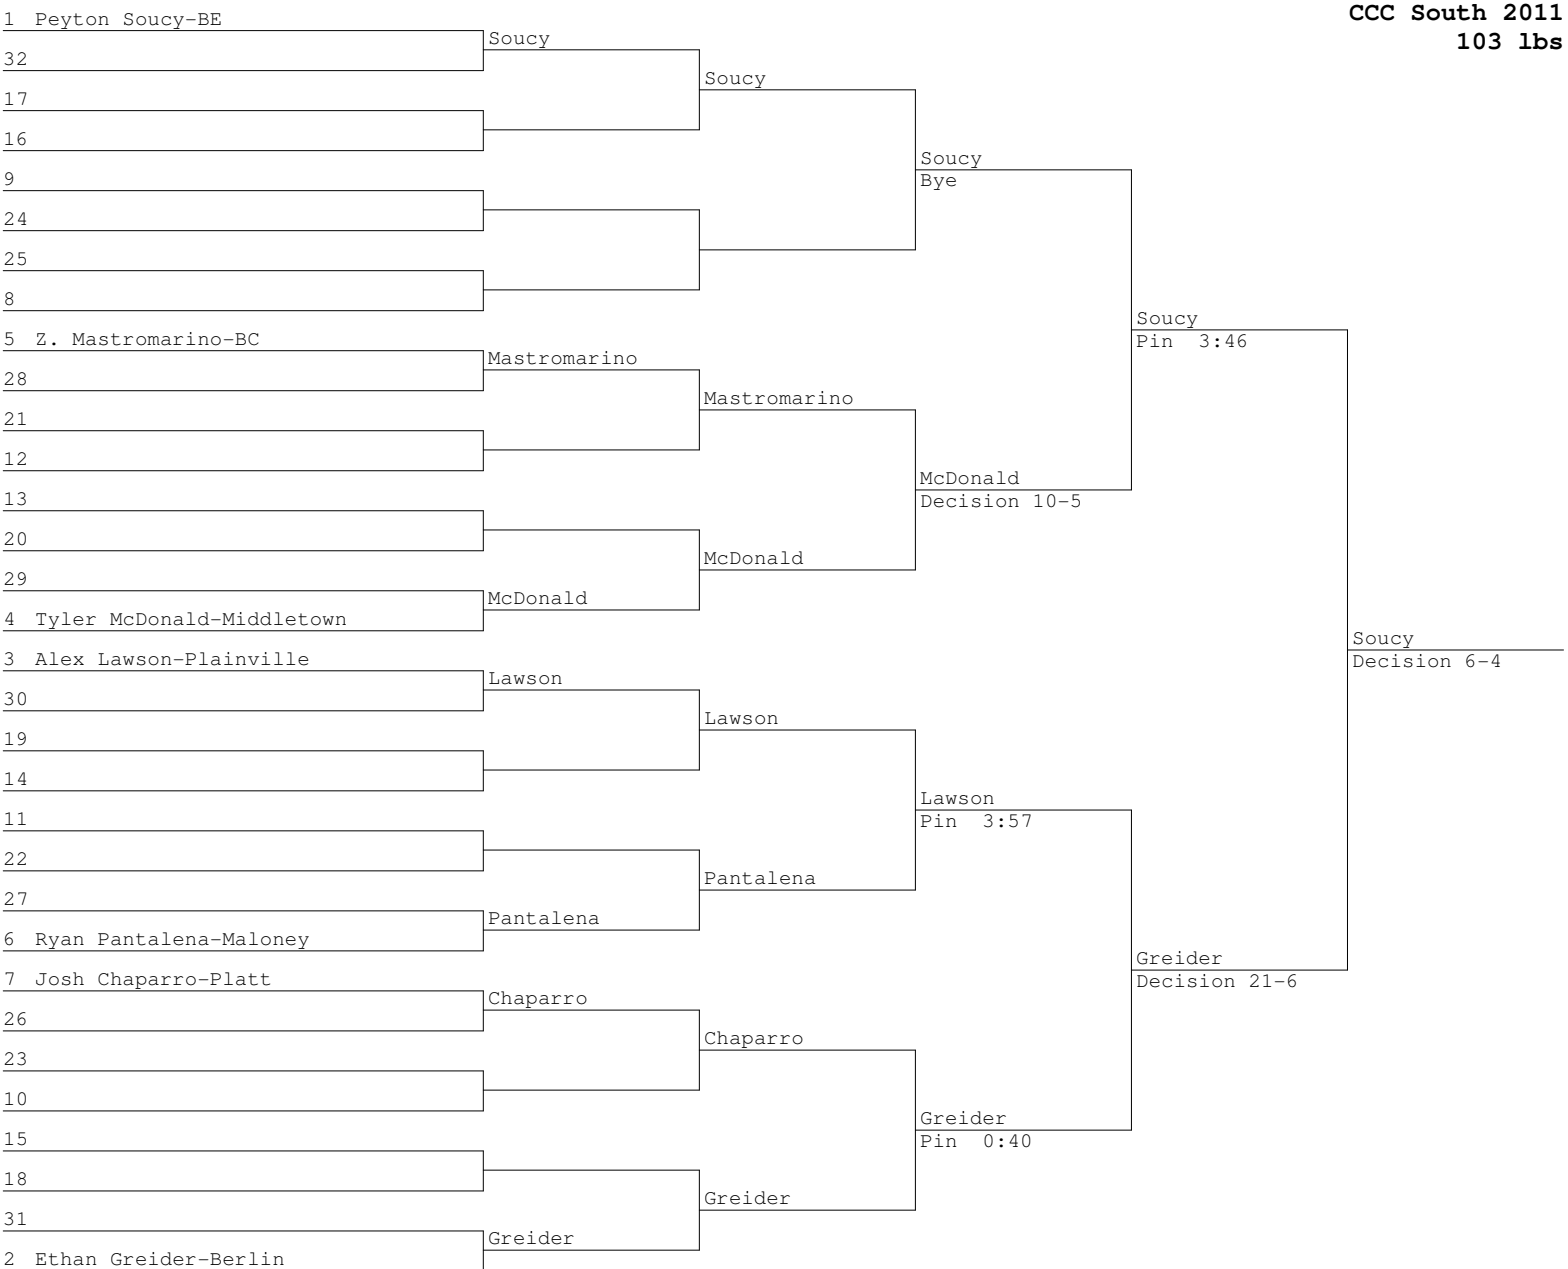 CCC South 2011
103 lbs
1 Peyton Soucy-BE
32
17
16
9
24
25
8
5 Z. Mastromarino-BC
28
21
12
13
20
29
4 Tyler McDonald-Middletown
3 Alex Lawson-Plainville
30
19
14
11
22
27
6 Ryan Pantalena-Maloney
7 Josh Chaparro-Platt
26
23
10
15
18
31
2 Ethan Greider-Berlin
Soucy
Mastromarino
McDonald
Lawson
Pantalena
Chaparro
Greider
Soucy
Mastromarino
McDonald
Lawson
Pantalena
Chaparro
Greider
Soucy
Bye
McDonald
Decision 10-5
Lawson
Pin 3:57
Greider
Pin 0:40
Soucy
Pin 3:46
Greider
Decision 21-6
Soucy
Decision 6-4